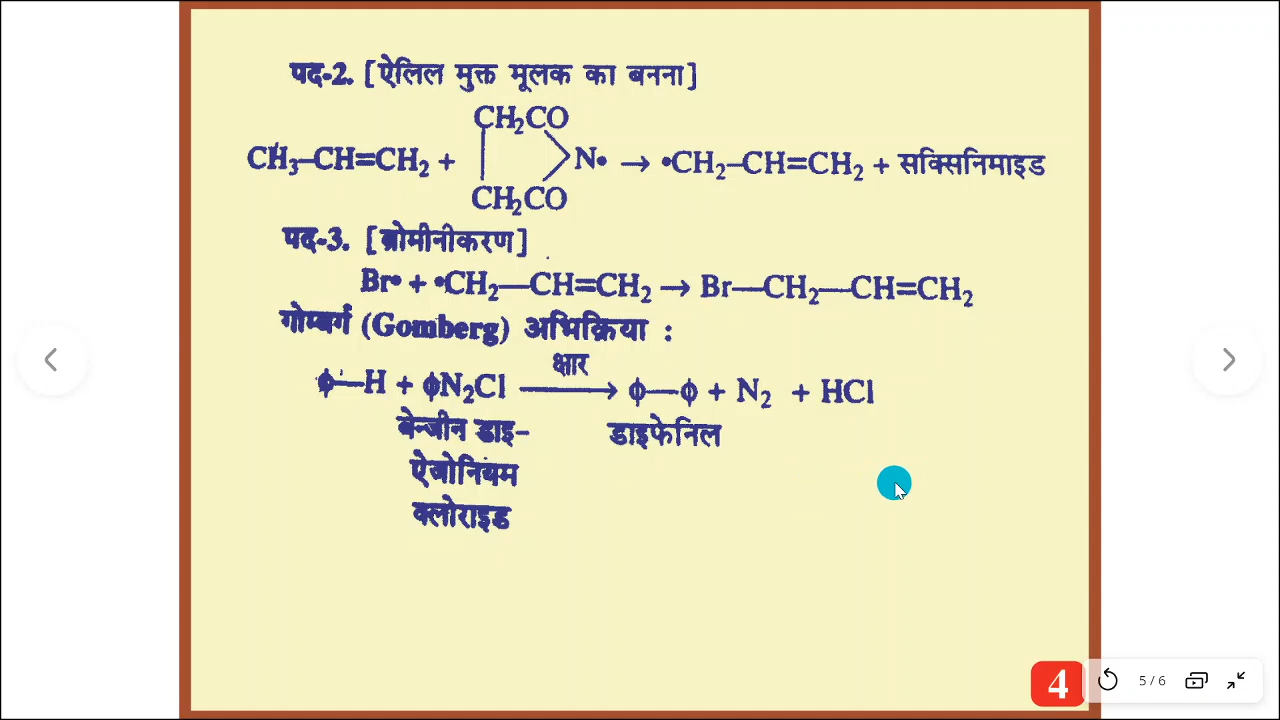 पद-2. [ऐलिल मुक्त मूलक का बनना]
CH₂CO
CH₃–CH=CH₂ + N• → •CH₂–CH=CH₂ + सक्सिनिमाइड
CH₂CO
पद-3. [ब्रोमीनीकरण]
Br• + •CH₂—CH=CH₂ → Br—CH₂—CH=CH₂
गोम्बर्ग (Gomberg) अभिक्रिया :
क्षार
ϕ—H + ϕN₂Cl ⟶ ϕ—ϕ + N₂ + HCl
बेन्जीन डाइ– डाइफेनिल
ऐजोनियम
क्लोराइड
4
5 / 6